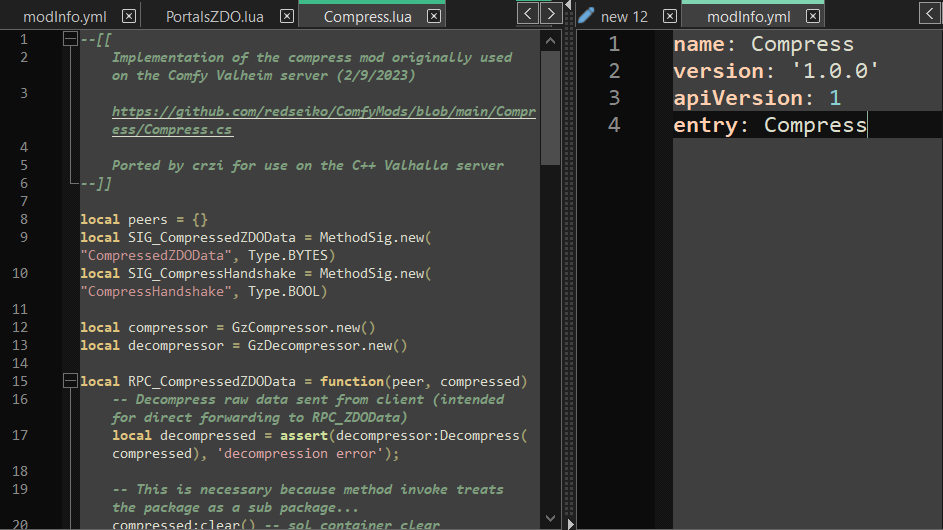 modInfo.yml PortalsZDO.lua Compress.lua
1 --[[
2 Implementation of the compress mod originally used
on the Comfy Valheim server (2/9/2023)
3
https://github.com/redseiko/ComfyMods/blob/main/Compr
ess/Compress.cs
4
5 Ported by crzi for use on the C++ Valhalla server
6 --]]
7
8 local peers = {}
9 local SIG_CompressedZDOData = MethodSig.new(
"CompressedZDOData", Type.BYTES)
10 local SIG_CompressHandshake = MethodSig.new(
"CompressHandshake", Type.BOOL)
11
12 local compressor = GzCompressor.new()
13 local decompressor = GzDecompressor.new()
14
15 local RPC_CompressedZDOData = function(peer, compressed)
16 -- Decompress raw data sent from client (intended
for direct forwarding to RPC_ZDOData)
17 local decompressed = assert(decompressor:Decompress(
compressed), 'decompression error');
18
19 -- This is necessary because method invoke treats
the package as a sub package...
20 compressed:clear() -- sol container clear
new 12 modInfo.yml
1 name: Compress
2 version: '1.0.0'
3 apiVersion: 1
4 entry: Compress